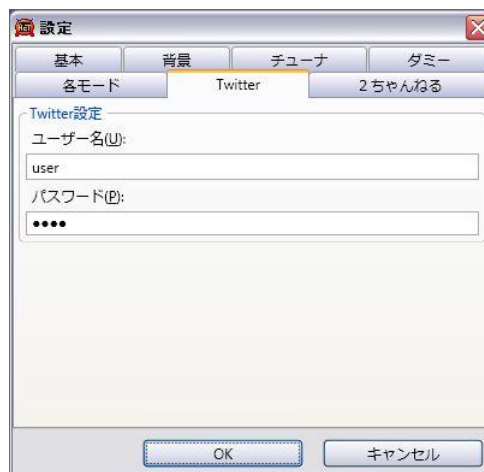 設定
基本 背景 チューナ ダミー
各モード Twitter 2ちゃんねる
Twitter設定
ユーザー名(U):
user
パスワード(P):
●●●●
OK キャンセル